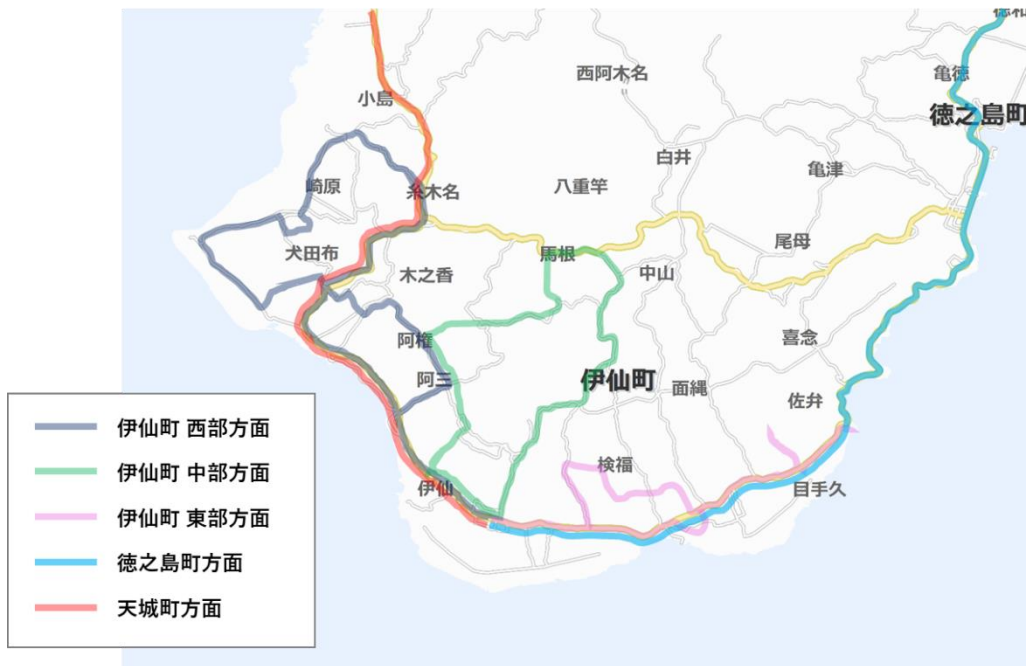 徳和
亀徳
徳之島町
西阿木名
小島
白井
亀津
崎原
糸木名
八重竿
尾母
犬田布
木之香
馬根
中山
阿権
喜念
阿三
伊仙町
面縄
佐弁
検福
伊仙
目手久
伊仙町 西部方面
伊仙町 中部方面
伊仙町 東部方面
徳之島町方面
天城町方面